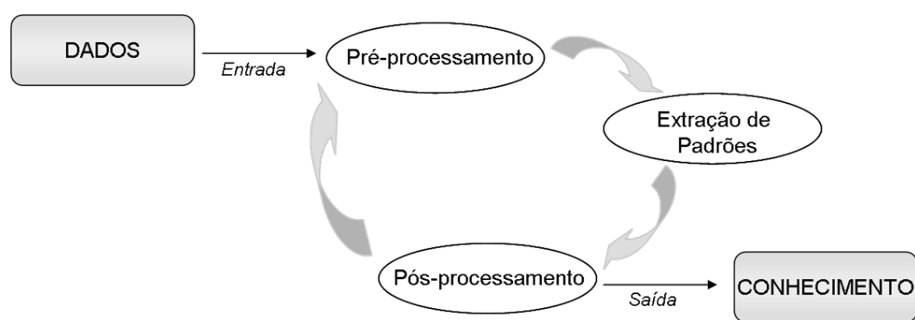 DADOS
Entrada
Pré-processamento
Extração de
Padrões
Pós-processamento
Saída
CONHECIMENTO